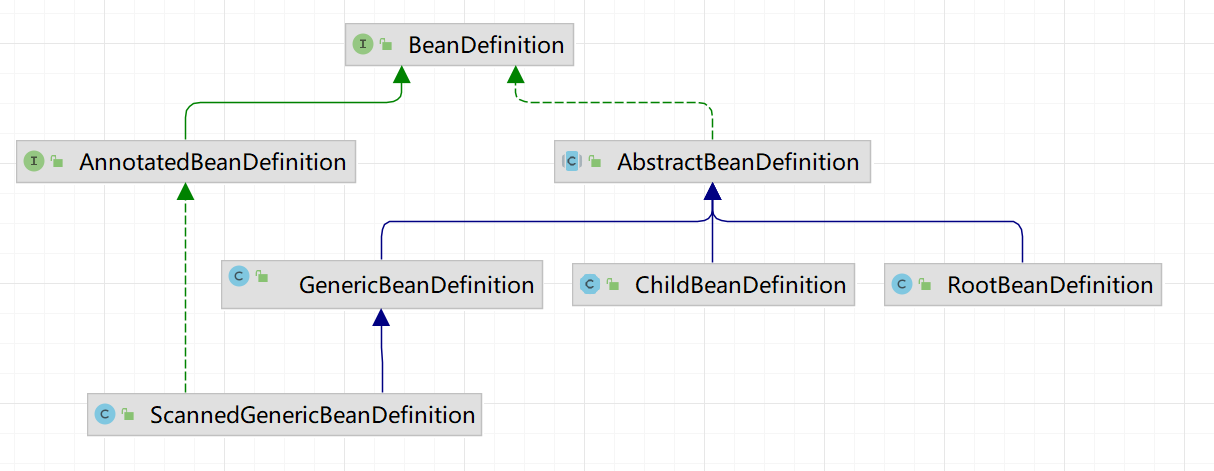 I BeanDefinition
I AnnotatedBeanDefinition
C AbstractBeanDefinition
C GenericBeanDefinition
C ChildBeanDefinition
C RootBeanDefinition
C ScannedGenericBeanDefinition